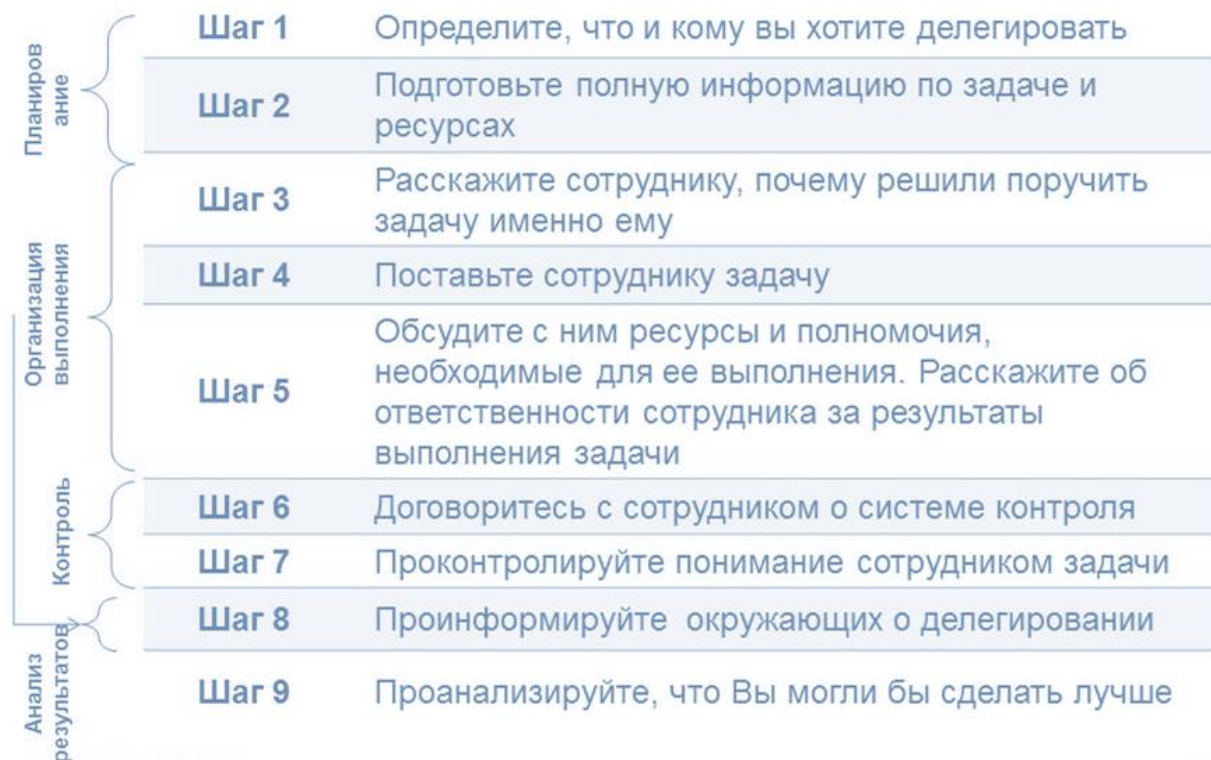 Планиров
ание
Шаг 1
Определите, что и кому вы хотите делегировать
Шаг 2
Подготовьте полную информацию по задаче и
ресурсах
Организация
выполнения
Шаг 3
Расскажите сотруднику, почему решили поручить
задачу именно ему
Шаг 4
Поставьте сотруднику задачу
Шаг 5
Обсудите с ним ресурсы и полномочия,
необходимые для ее выполнения. Расскажите об
ответственности сотрудника за результаты
выполнения задачи
Контроль
Шаг 6
Договоритесь с сотрудником о системе контроля
Шаг 7
Проконтролируйте понимание сотрудником задачи
Шаг 8
Проинформируйте окружающих о делегировании
Анализ
результатов
Шаг 9
Проанализируйте, что Вы могли бы сделать лучше